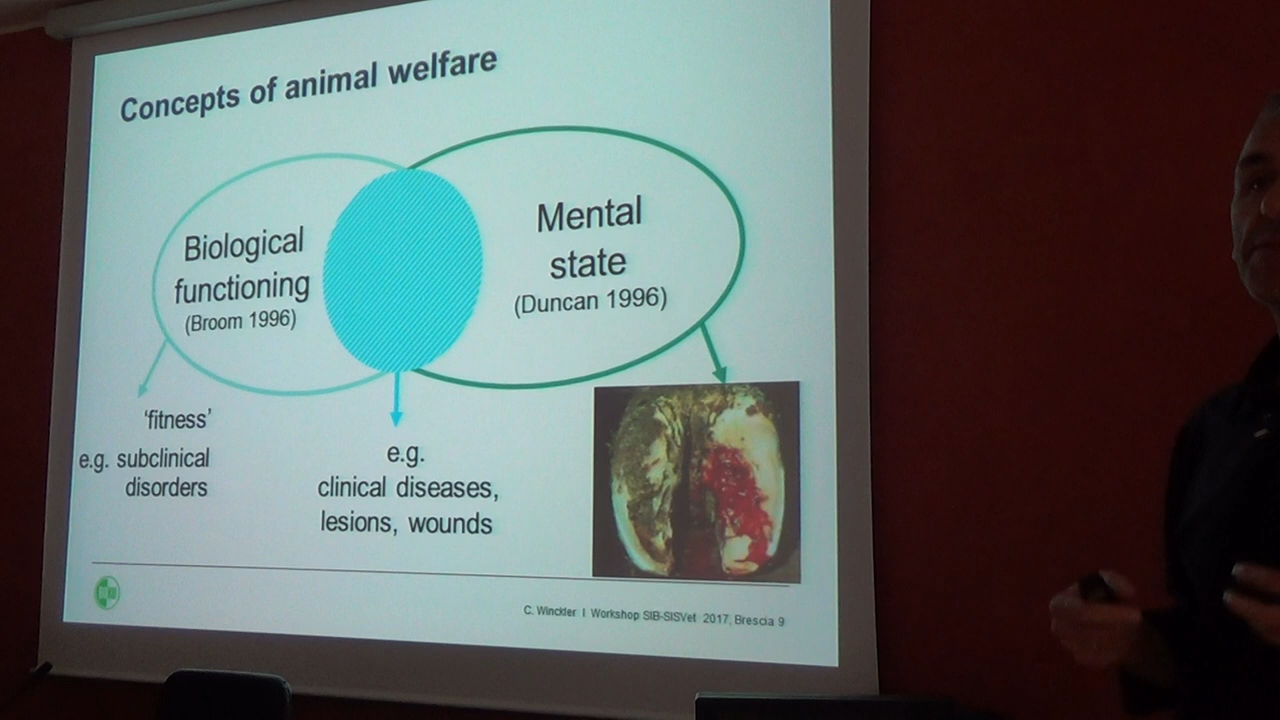 Concepts of animal welfare
Biological
functioning
(Broom 1996)
Mental
state
(Duncan 1996)
'fitness'
e.g. subclinical
disorders
e.g.
clinical diseases,
lesions, wounds
C. Winckler I Workshop SIB-SISVet 2017, Brescia 9